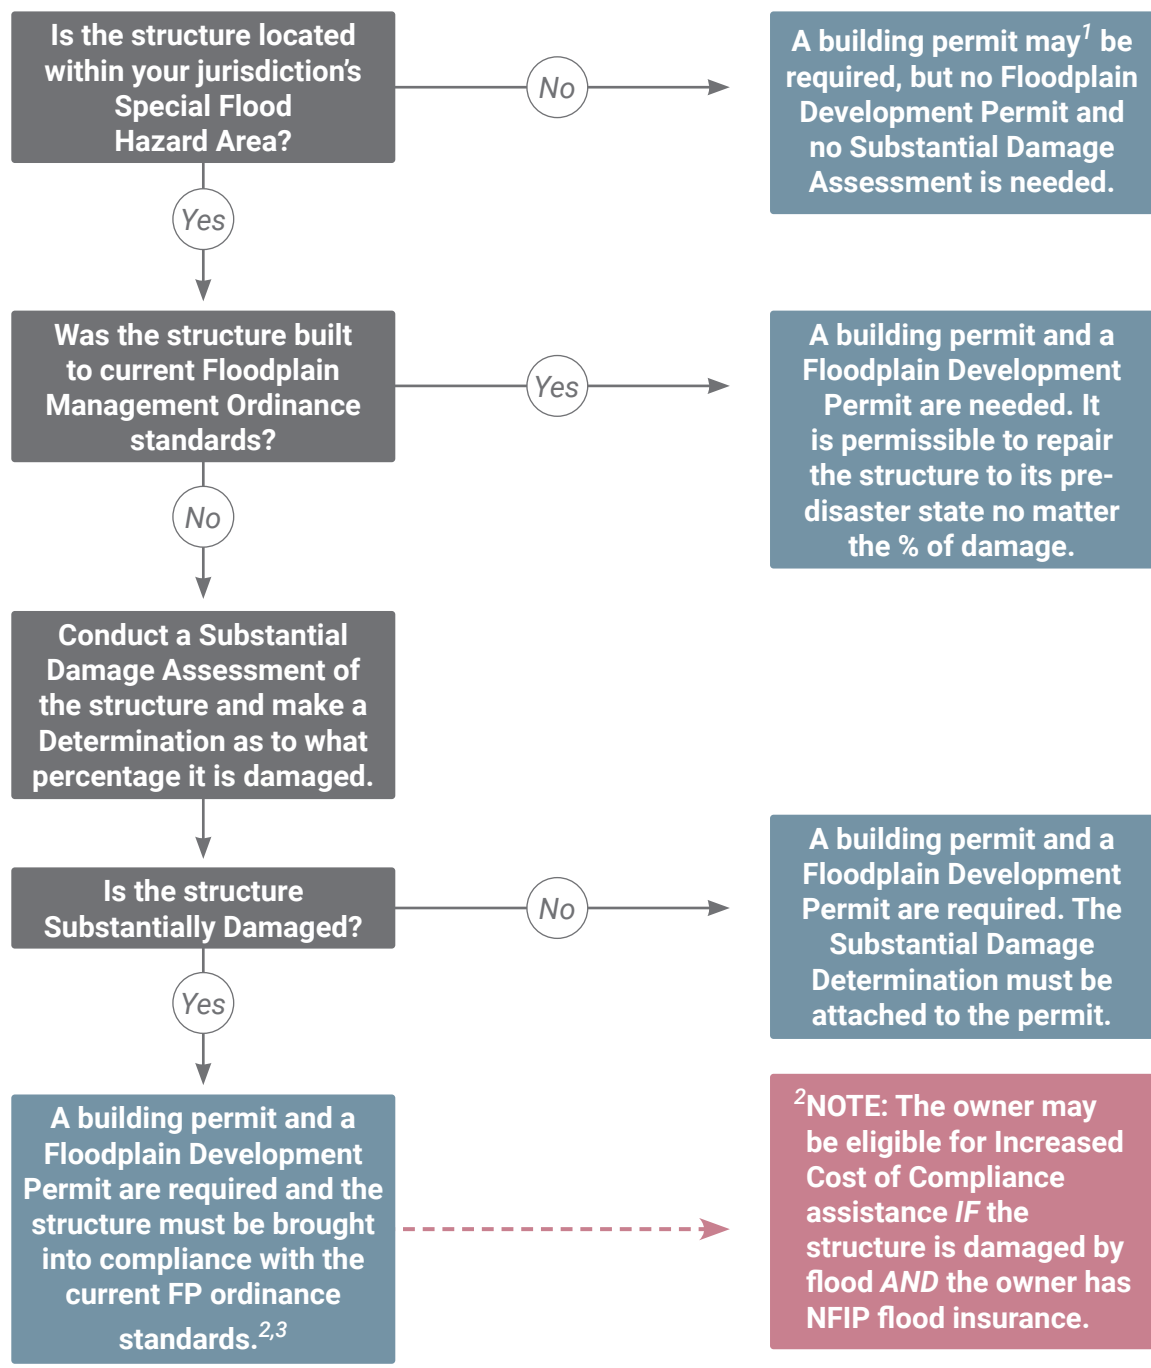 Is the structure located
within your jurisdiction's
Special Flood
Hazard Area?
No
A building permit may1 be
required, but no Floodplain
Development Permit and
no Substantial Damage
Assessment is needed.
Yes
Was the structure built
to current Floodplain
Management Ordinance
standards?
Yes
A building permit and a
Floodplain Development
Permit are needed. It
is permissible to repair
the structure to its pre-
disaster state no matter
the % of damage.
No
Conduct a Substantial
Damage Assessment of
the structure and make a
Determination as to what
percentage it is damaged.
Is the structure
Substantially Damaged?
No
A building permit and a
Floodplain Development
Permit are required. The
Substantial Damage
Determination must be
attached to the permit.
Yes
A building permit and a
Floodplain Development
Permit are required and the
structure must be brought
into compliance with the
current FP ordinance
standards.2,3
2NOTE: The owner may
be eligible for Increased
Cost of Compliance
assistance IF the
structure is damaged by
flood AND the owner has
NFIP flood insurance.